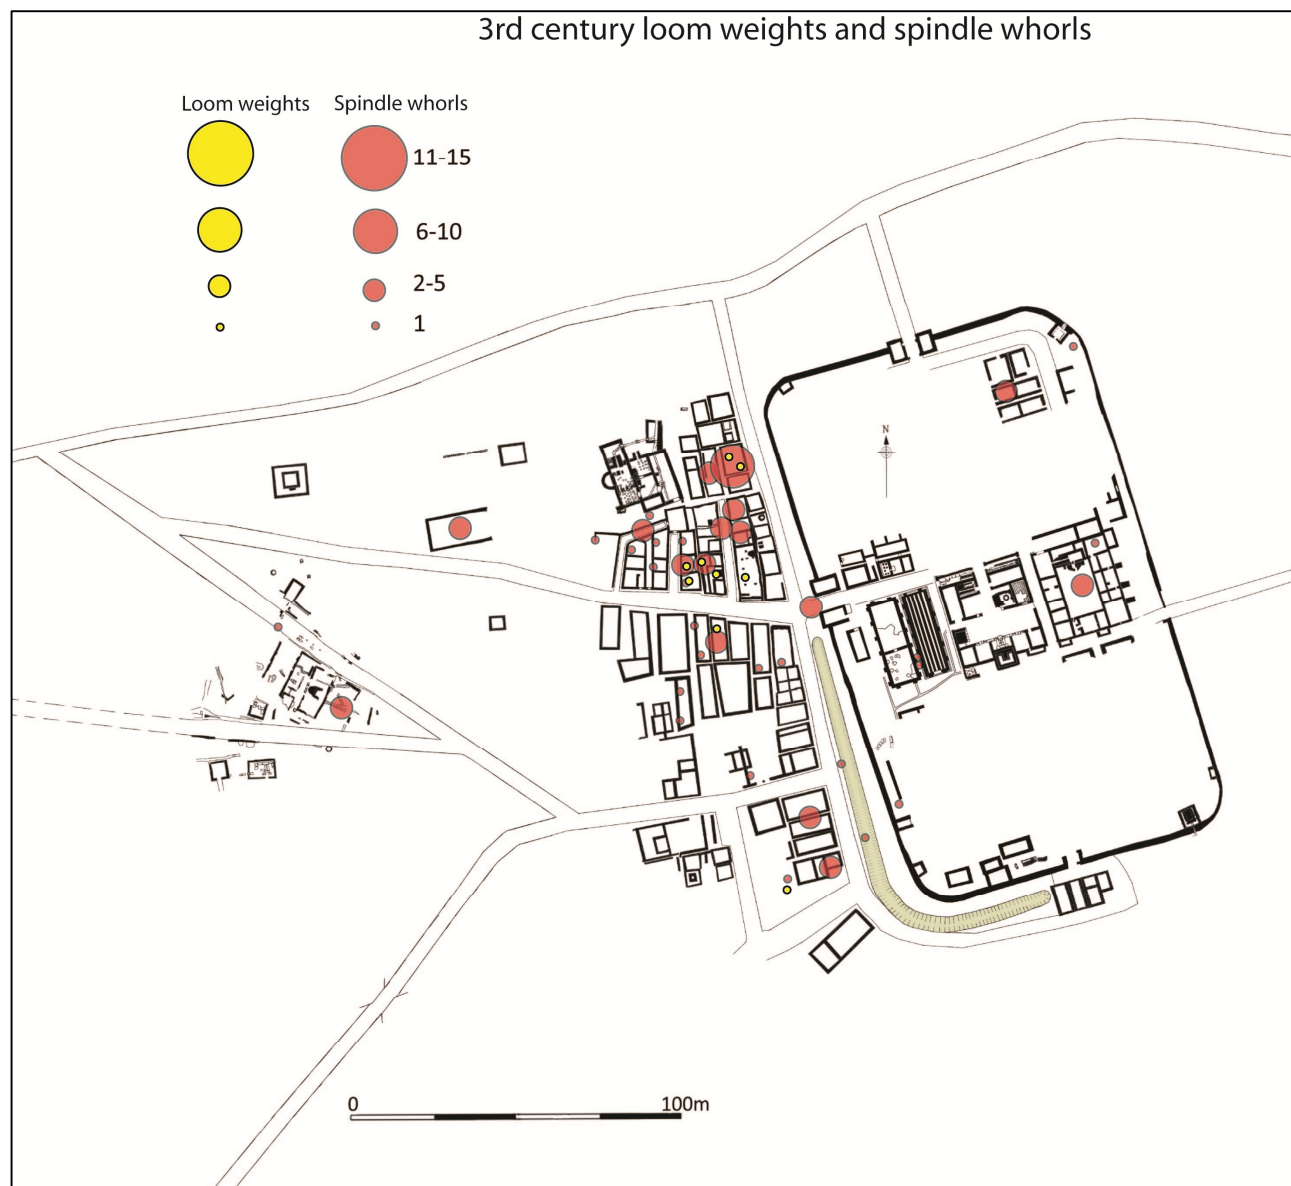 3rd century loom weights and spindle whorls
Loom weights Spindle whorls
11-15
6-10
2-5
1
N
0 100m